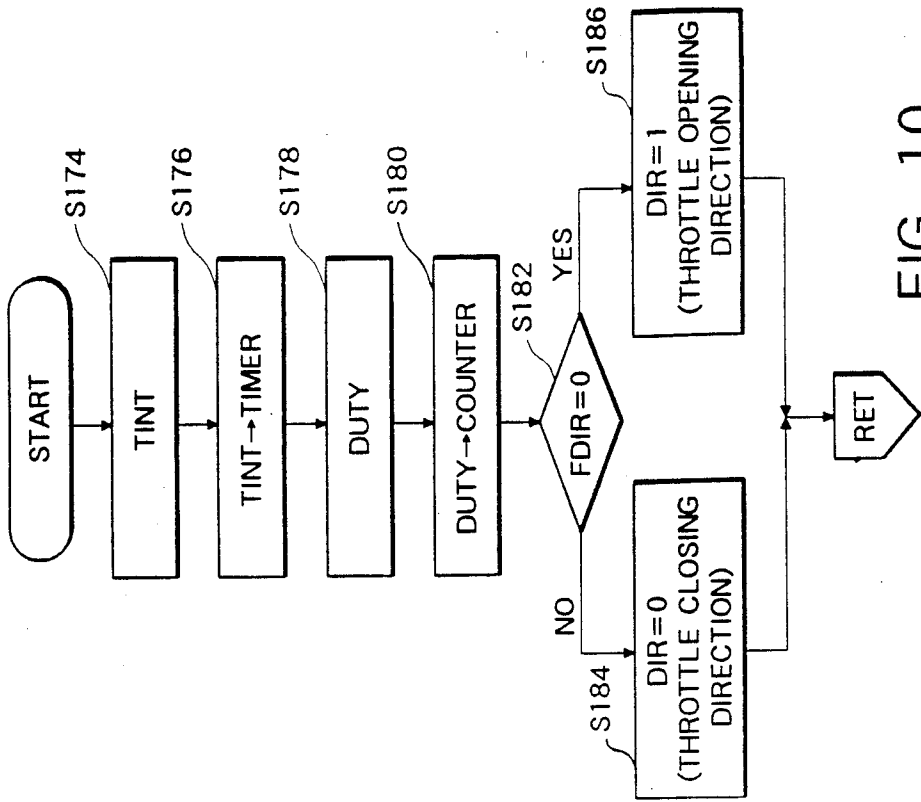 START
S174
TINT
S176
TINT→TIMER
S178
DUTY
S180
DUTY→COUNTER
S182
FDIR=0
NO
YES
S184
DIR=0
(THROTTLE CLOSING
DIRECTION)
S186
DIR=1
(THROTTLE OPENING
DIRECTION)
RET
FIG. 10